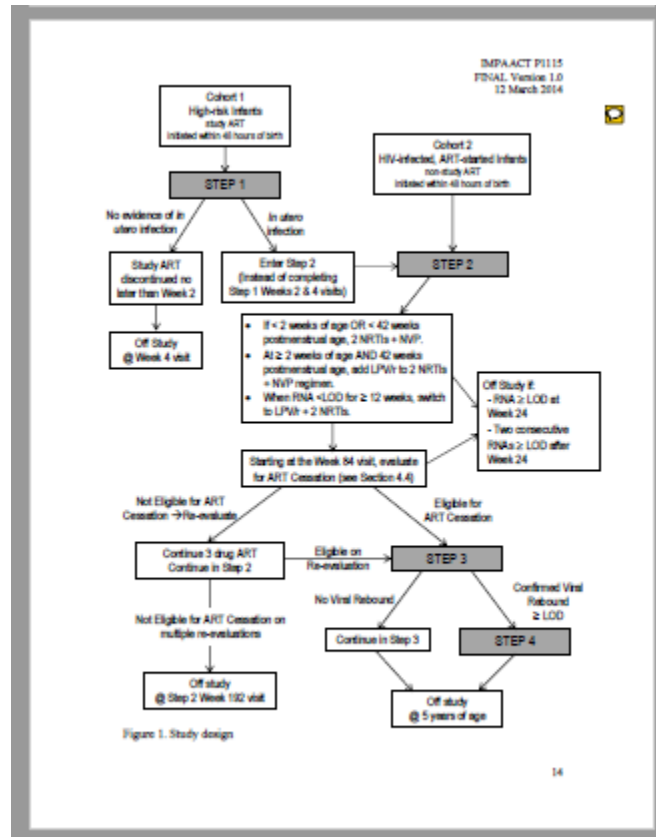 IMPAACT P1115
FINAL Version 1.0
12 March 2014
Cohort 1
High-risk Infants
study ART
initiated within 48 hours of birth
Cohort 2
HIV-infected, ART-started Infants
non-study ART
initiated within 48 hours of birth
STEP 1
No evidence of in
utero infection
In utero
infection
Study ART
discontinued no
later than Week 2
Enter Step 2
(instead of completing
Step 1 Weeks 2 & 4 visits)
STEP 2
Off Study
@ Week 4 visit
• If < 2 weeks of age OR < 42 weeks
postmenstrual age, 2 NRTIs + NVP.
• At ≥ 2 weeks of age AND 42 weeks
postmenstrual age, add LPV/r to 2 NRTIs
+ NVP regimen.
• When RNA <LOD for ≥ 12 weeks, switch
to LPV/r + 2 NRTIs.
Off Study if:
- RNA ≥ LOD at
Week 24
- Two consecutive
RNAs ≥ LOD after
Week 24
Starting at the Week 84 visit, evaluate
for ART Cessation (see Section 4.4)
Not Eligible for ART
Cessation →Re-evaluate
Eligible for
ART Cessation
Continue 3 drug ART
Continue in Step 2
Eligible on
Re-evaluation
STEP 3
No Viral Rebound
Confirmed Viral
Rebound
≥ LOD
Not Eligible for ART Cessation on
multiple re-evaluations
Continue in Step 3
STEP 4
Off study
@ Step 2 Week 192 visit
Off study
@ 5 years of age
Figure 1. Study design
14